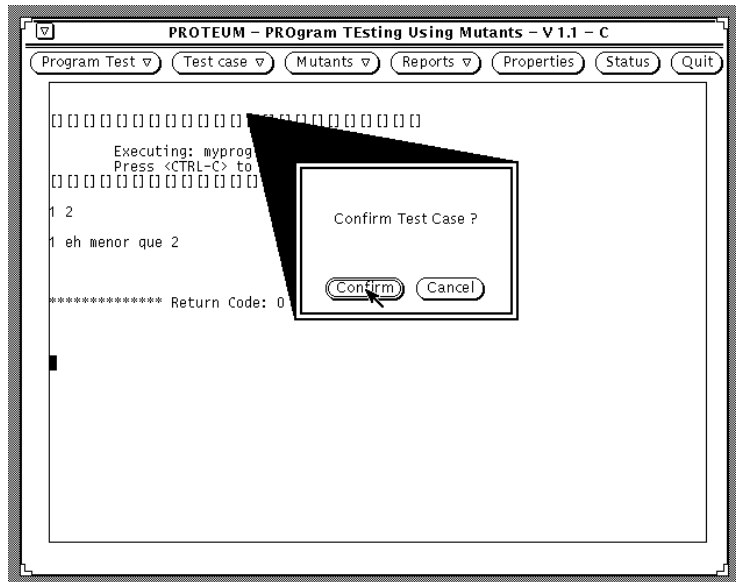 PROTEUM – PROgram TEsting Using Mutants – V 1.1 – C
Program Test Test case Mutants Reports Properties Status Quit
[] [] [] [] [] [] [] [] [] [] [] [] [] [] [] [] [] [] [] [] [] [] []
Executing: myprog
Press <CTRL-C> to
[] [] [] [] [] [] [] [] [] [] [] [] []
1 2
1 eh menor que 2
************** Return Code: 0
Confirm Test Case ?
Confirm Cancel